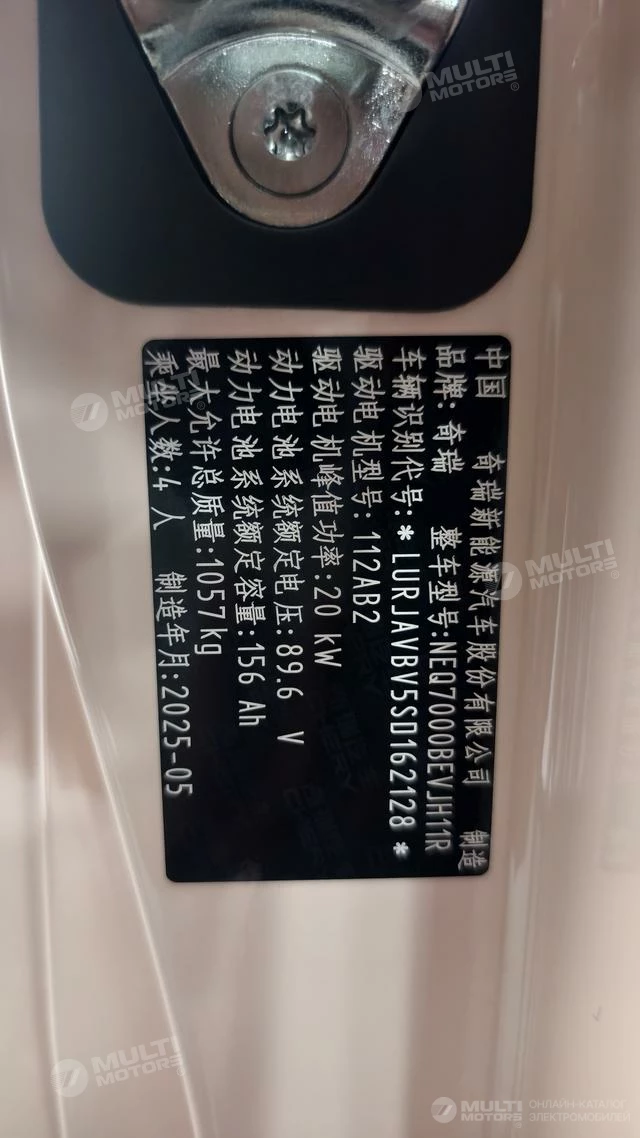 中国 奇瑞新能源汽车股份有限公司 制造
品牌: 奇瑞 整车型号:NEQ7000BEVJH11R
车辆识别代号:*LURJAVBV5SD162128*
驱动电机型号:112AB2
驱动电机峰值功率:20 kW
动力电池系统额定电压:89.6 V
动力电池系统额定容量:156 Ah
最大允许总质量:1057kg
乘坐人数:4人 制造年月:2025-05
MULTI MOTORS®
MULTI MOTORS
MULTI MOTORS®
MULTI MOTORS
MULTI MOTORS
ОНЛАЙН-КАТАЛОГ
ЭЛЕКТРОМОБИЛЕЙ